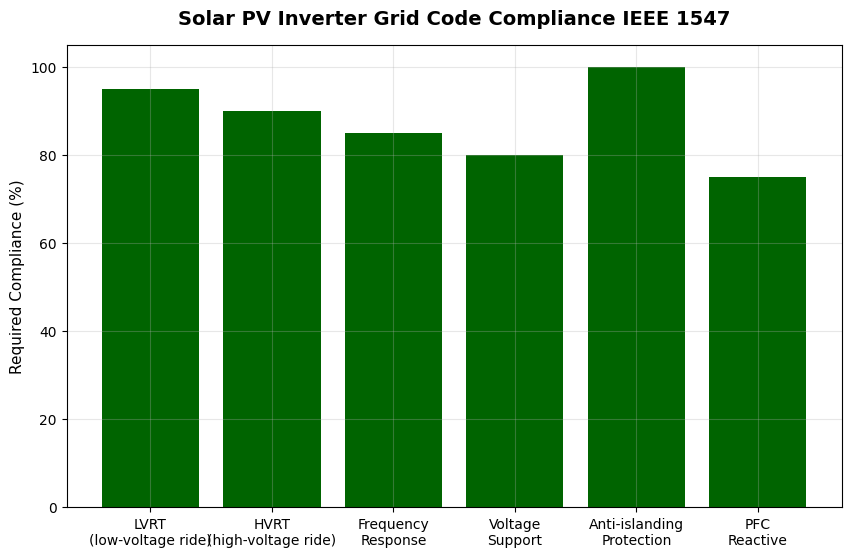 Solar PV Inverter Grid Code Compliance IEEE 1547
Required Compliance (%)
100
80
60
40
20
0
LVRT
(low-voltage ride)
HVRT
(high-voltage ride)
Frequency
Response
Voltage
Support
Anti-islanding
Protection
PFC
Reactive